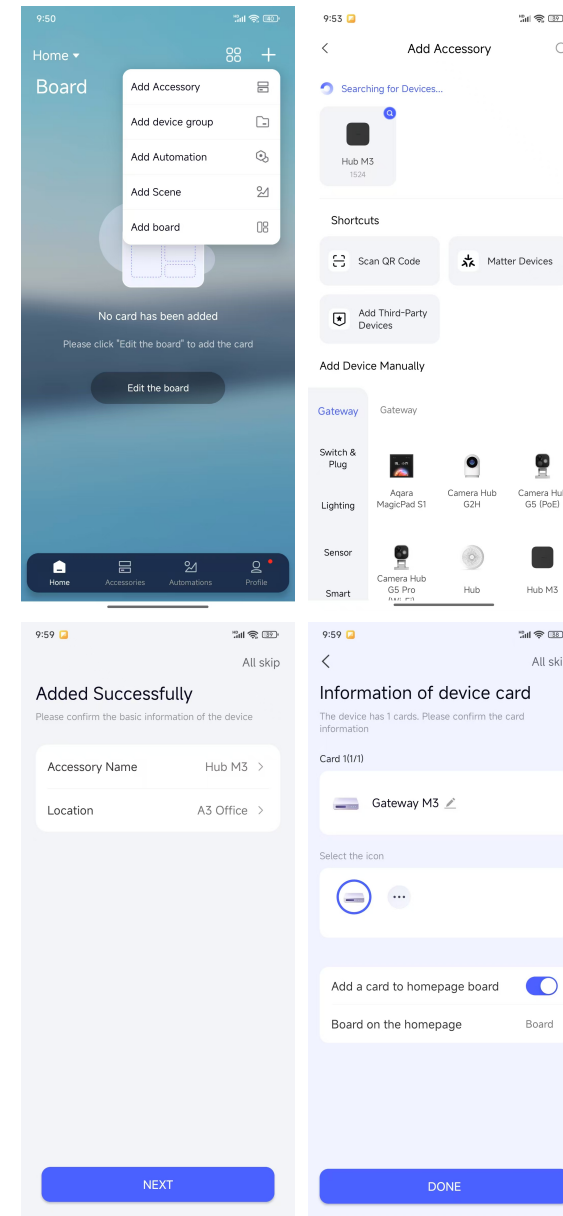 9:50
40
Home
Board
Add Accessory
Add device group
Add Automation
Add Scene
Add board
No card has been added
Please click "Edit the board" to add the card
Edit the board
Home
Accessories
Automations
Profile
9:53
39
Add Accessory
Searching for Devices...
Hub M3
1524
Shortcuts
Scan QR Code
Matter Devices
Add Third-Party
Devices
Add Device Manually
Gateway
Gateway
Switch &
Plug
Lighting
Sensor
Smart
Aqara
MagicPad S1
Camera Hub
G2H
Camera Hub
G5 (PoE)
Camera Hub
G5 Pro
Hub
Hub M3
9:59
39
All skip
Added Successfully
Please confirm the basic information of the device
Accessory Name
Hub M3
Location
A3 Office
NEXT
9:59
38
All ski
Information of device card
The device has 1 cards. Please confirm the card
information
Card 1(1/1)
Gateway M3
Select the icon
Add a card to homepage board
Board on the homepage
Board
DONE